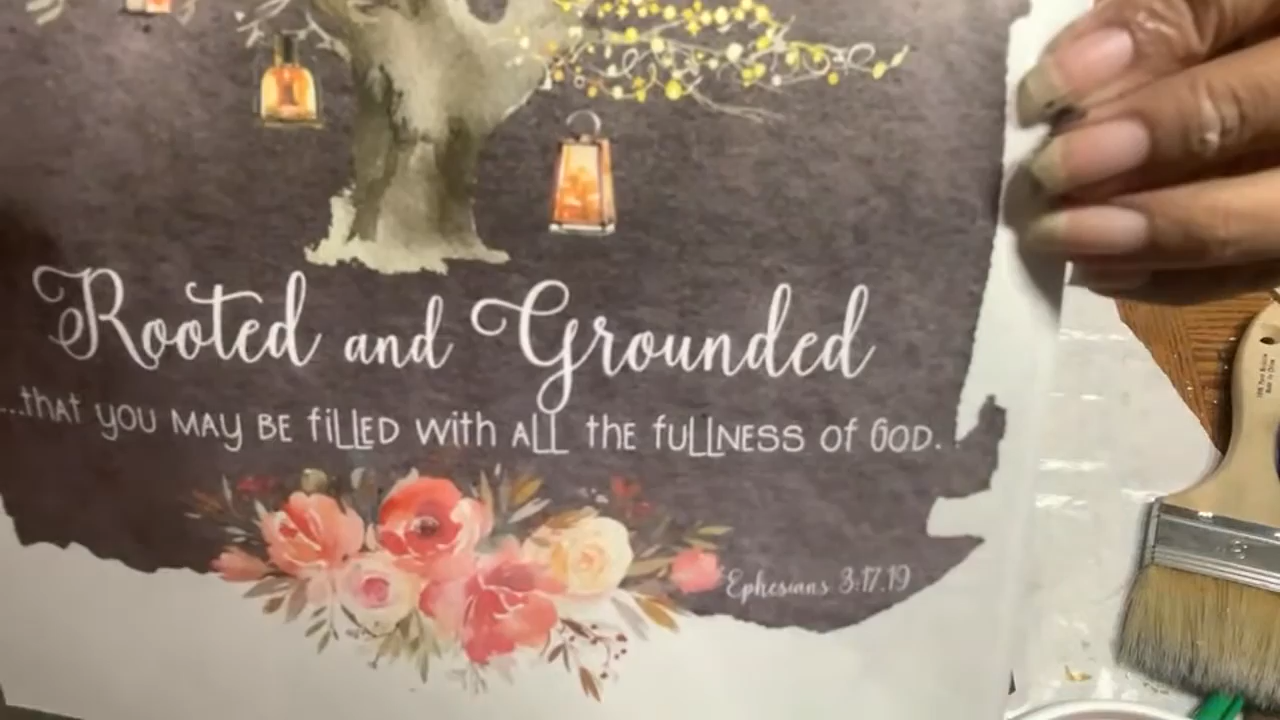 Rooted and Grounded
...that you may be filled with all the fullness of God.
Ephesians 3:17,19